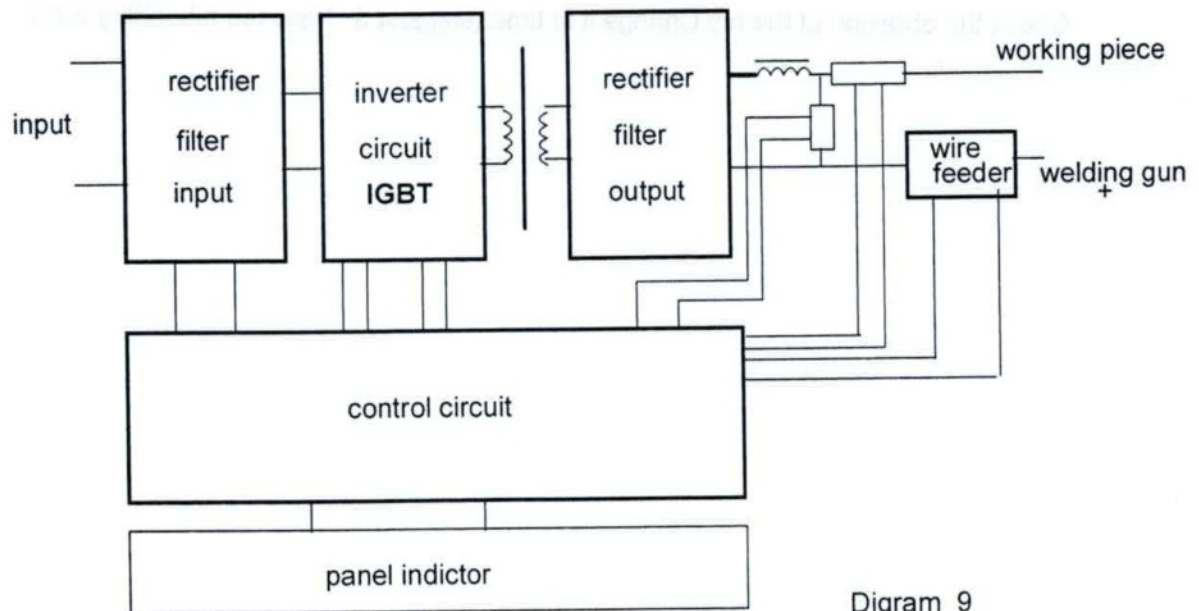 working piece
rectifier
filter
input
inverter
circuit
IGBT
rectifier
filter
output
input
wire
feeder
welding gun
+
control circuit
panel indictor
Digram 9